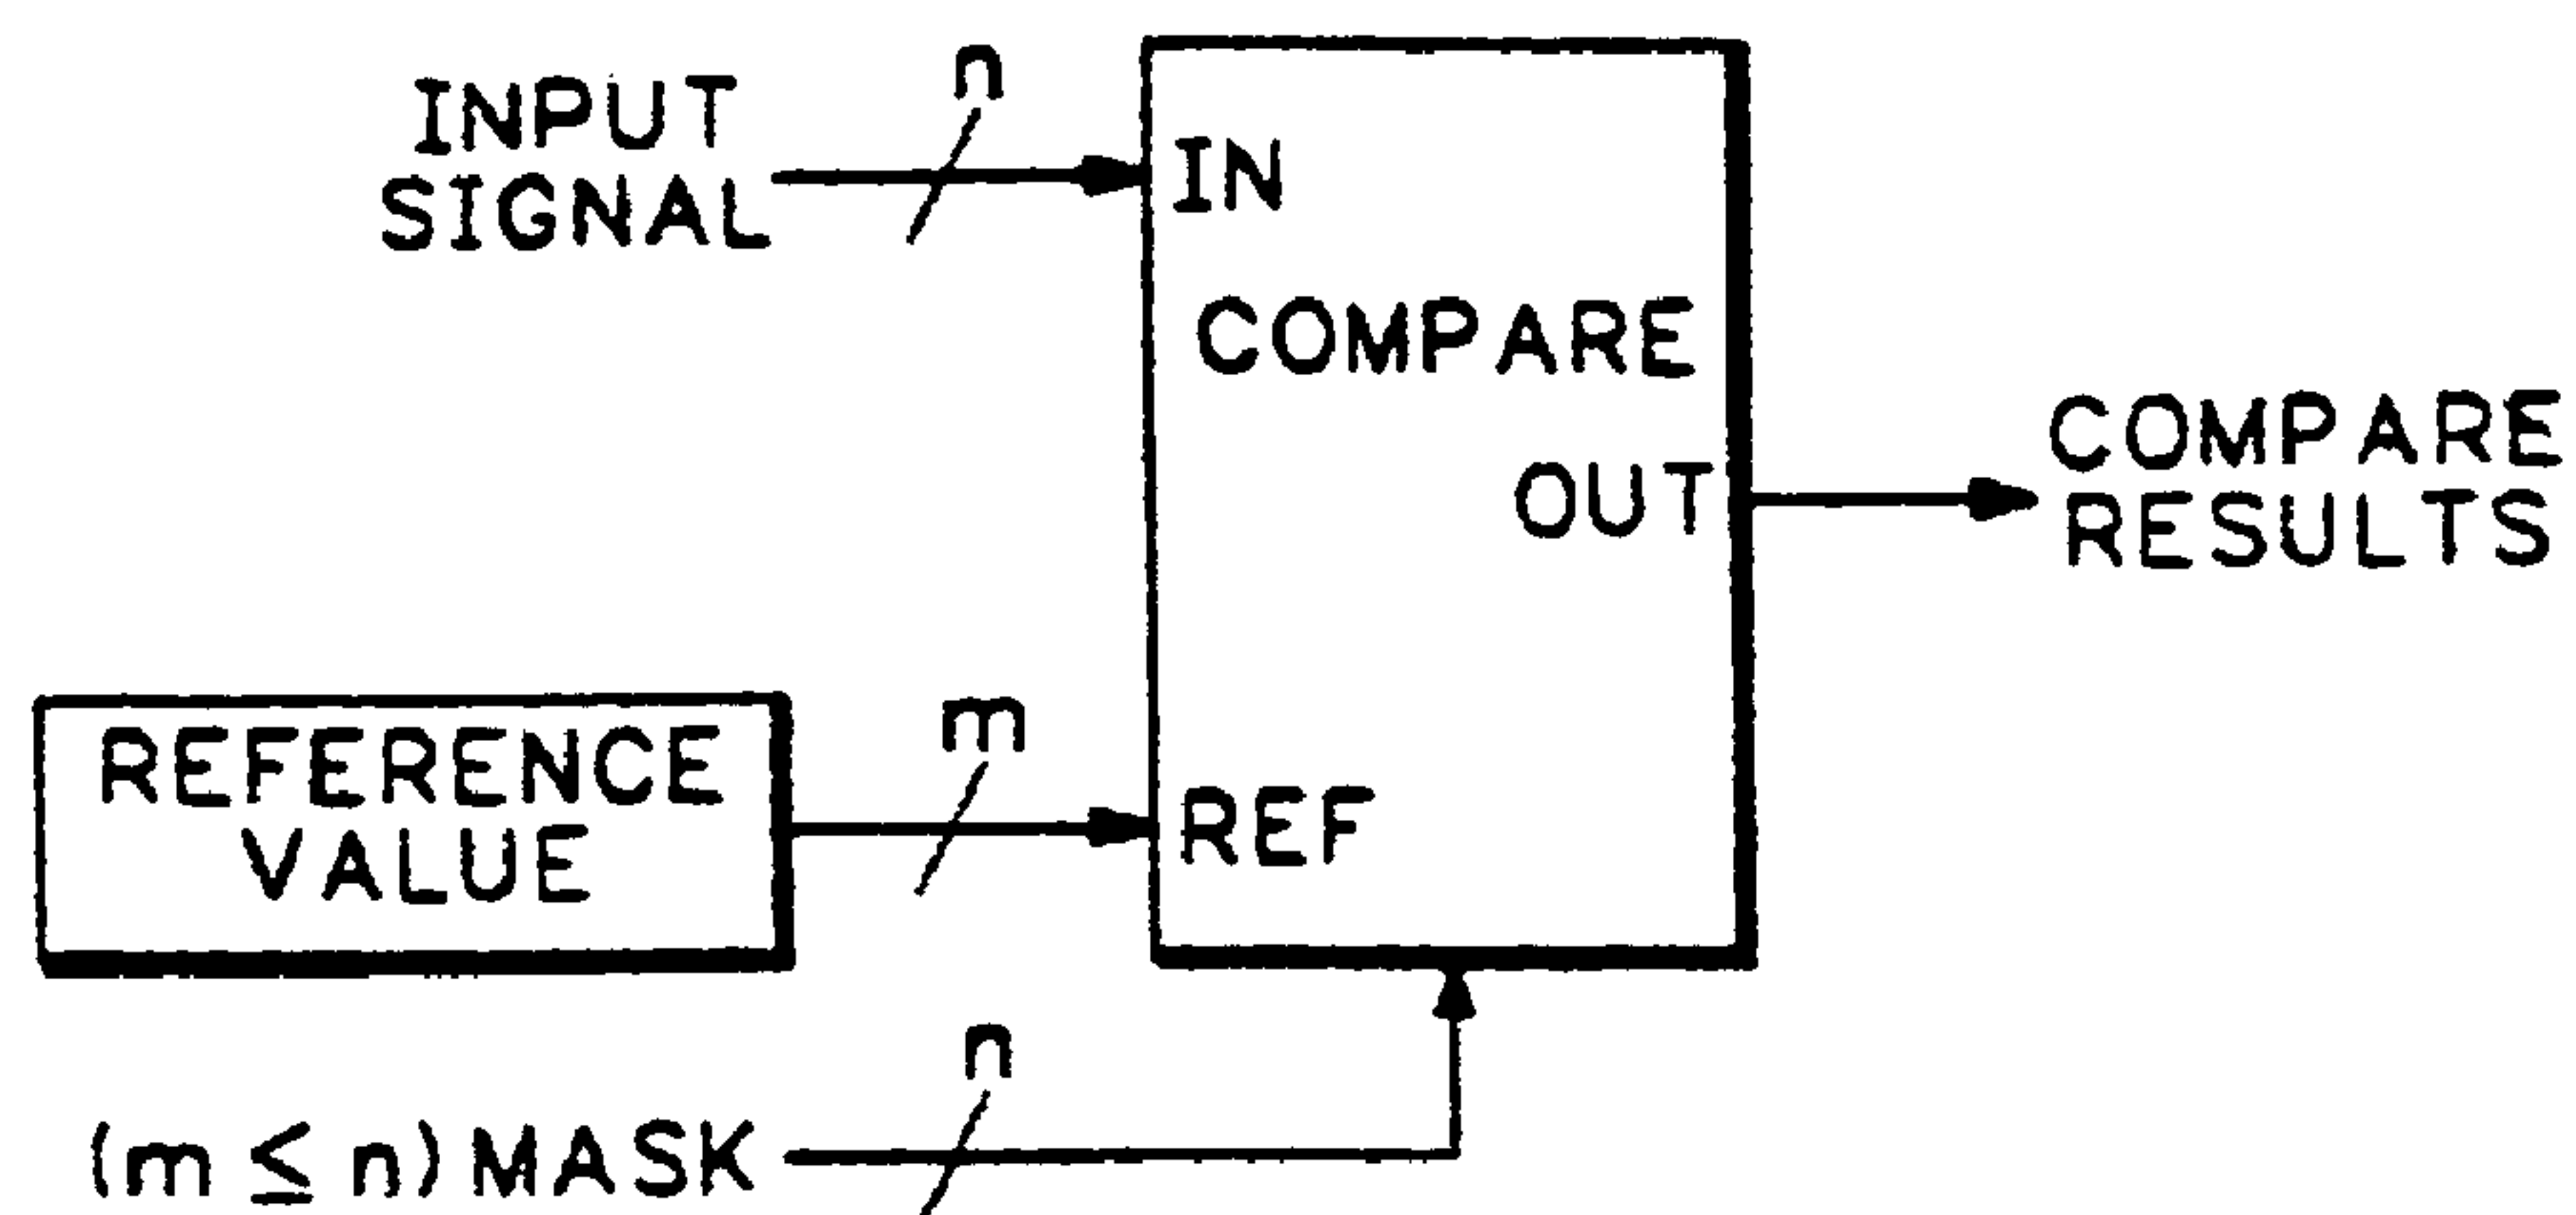 n
INPUT
SIGNAL
IN
COMPARE
OUT
COMPARE
RESULTS
m
REFERENCE
VALUE
REF
n
(m ≤ n) MASK